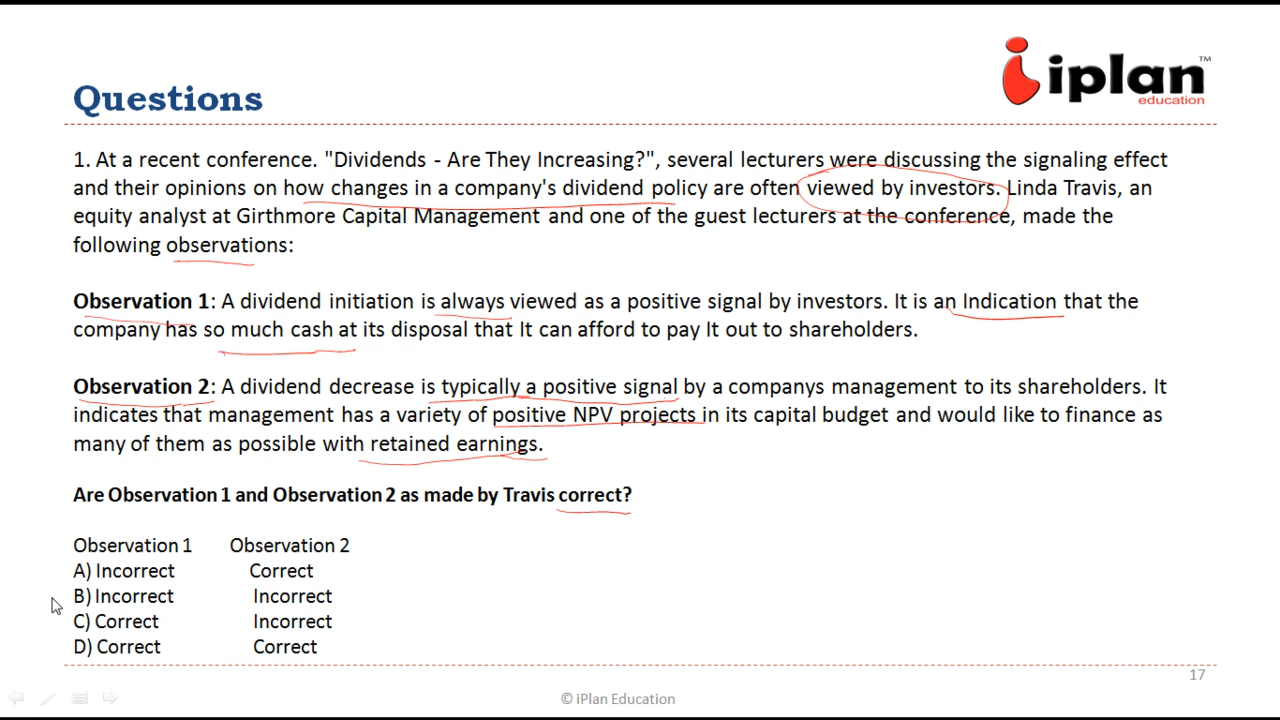 iplan™
education
Questions
1. At a recent conference. "Dividends - Are They Increasing?", several lecturers were discussing the signaling effect
and their opinions on how changes in a company's dividend policy are often viewed by investors. Linda Travis, an
equity analyst at Girthmore Capital Management and one of the guest lecturers at the conference, made the
following observations:
Observation 1: A dividend initiation is always viewed as a positive signal by investors. It is an Indication that the
company has so much cash at its disposal that It can afford to pay It out to shareholders.
Observation 2: A dividend decrease is typically a positive signal by a companys management to its shareholders. It
indicates that management has a variety of positive NPV projects in its capital budget and would like to finance as
many of them as possible with retained earnings.
Are Observation 1 and Observation 2 as made by Travis correct?
Observation 1 Observation 2
A) Incorrect Correct
B) Incorrect Incorrect
C) Correct Incorrect
D) Correct Correct
17
© iPlan Education